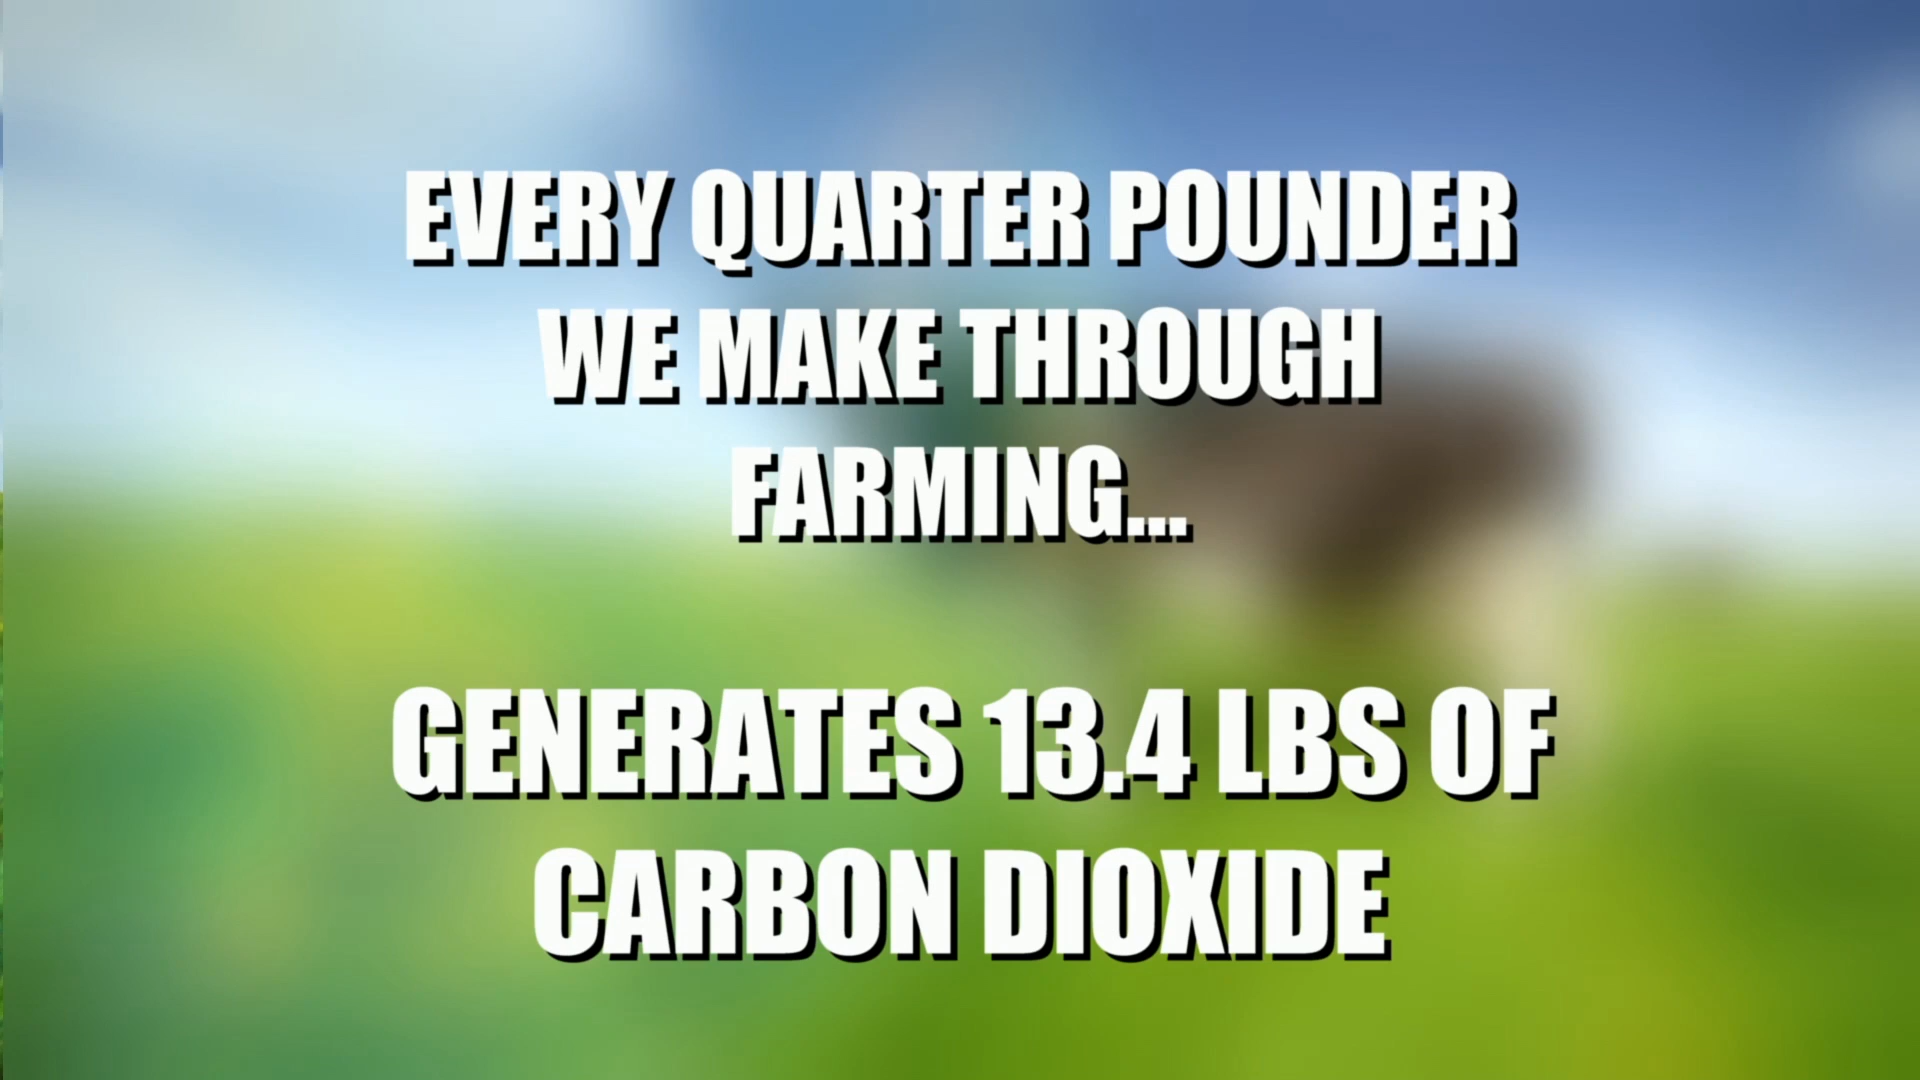 EVERY QUARTER POUNDER
WE MAKE THROUGH
FARMING...
GENERATES 13.4 LBS OF
CARBON DIOXIDE